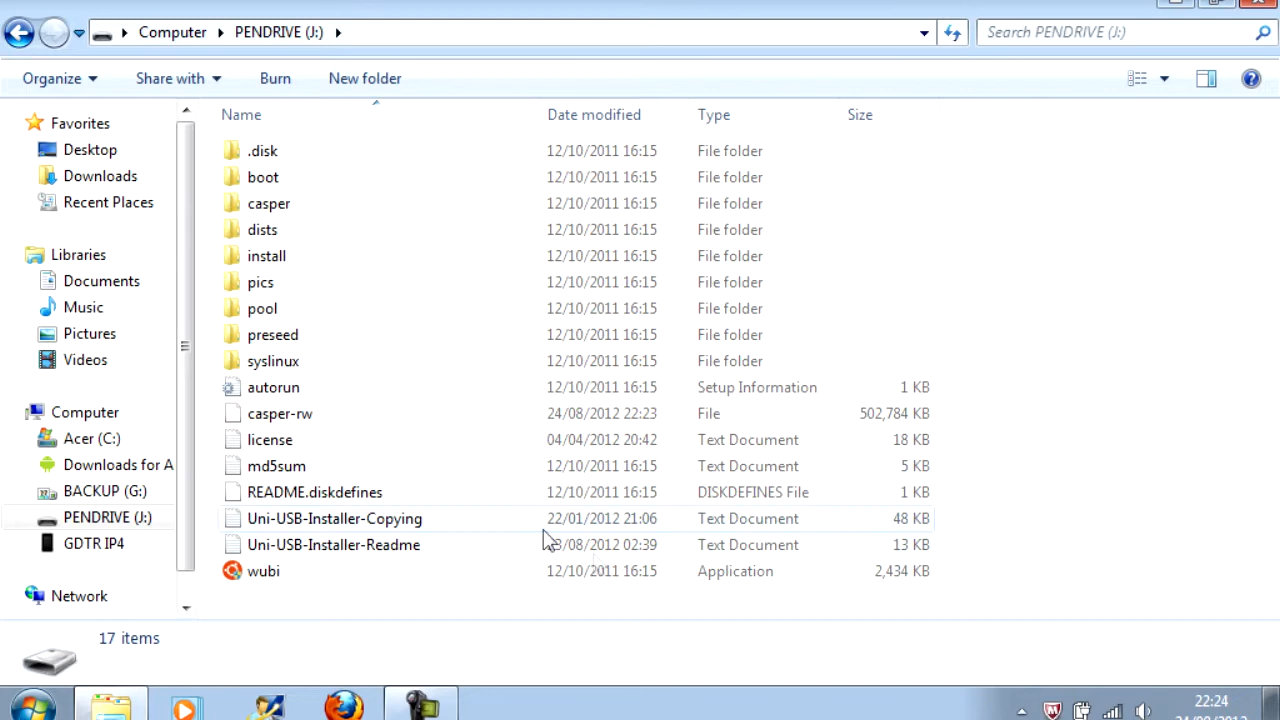 Computer PENDRIVE (J:) Search PENDRIVE (J:)
Organize Share with Burn New folder
Name Date modified Type Size
Favorites
Desktop
Downloads
Recent Places
Libraries
Documents
Music
Pictures
Videos
Computer
Acer (C:)
Downloads for A
BACKUP (G:)
PENDRIVE (J:)
GDTR IP4
Network
.disk 12/10/2011 16:15 File folder
boot 12/10/2011 16:15 File folder
casper 12/10/2011 16:15 File folder
dists 12/10/2011 16:15 File folder
install 12/10/2011 16:15 File folder
pics 12/10/2011 16:15 File folder
pool 12/10/2011 16:15 File folder
preseed 12/10/2011 16:15 File folder
syslinux 12/10/2011 16:15 File folder
autorun 12/10/2011 16:15 Setup Information 1 KB
casper-rw 24/08/2012 22:23 File 502,784 KB
license 04/04/2012 20:42 Text Document 18 KB
md5sum 12/10/2011 16:15 Text Document 5 KB
README.diskdefines 12/10/2011 16:15 DISKDEFINES File 1 KB
Uni-USB-Installer-Copying 22/01/2012 21:06 Text Document 48 KB
Uni-USB-Installer-Readme 02:39 Text Document 13 KB
wubi 12/10/2011 16:15 Application 2,434 KB
17 items
22:24